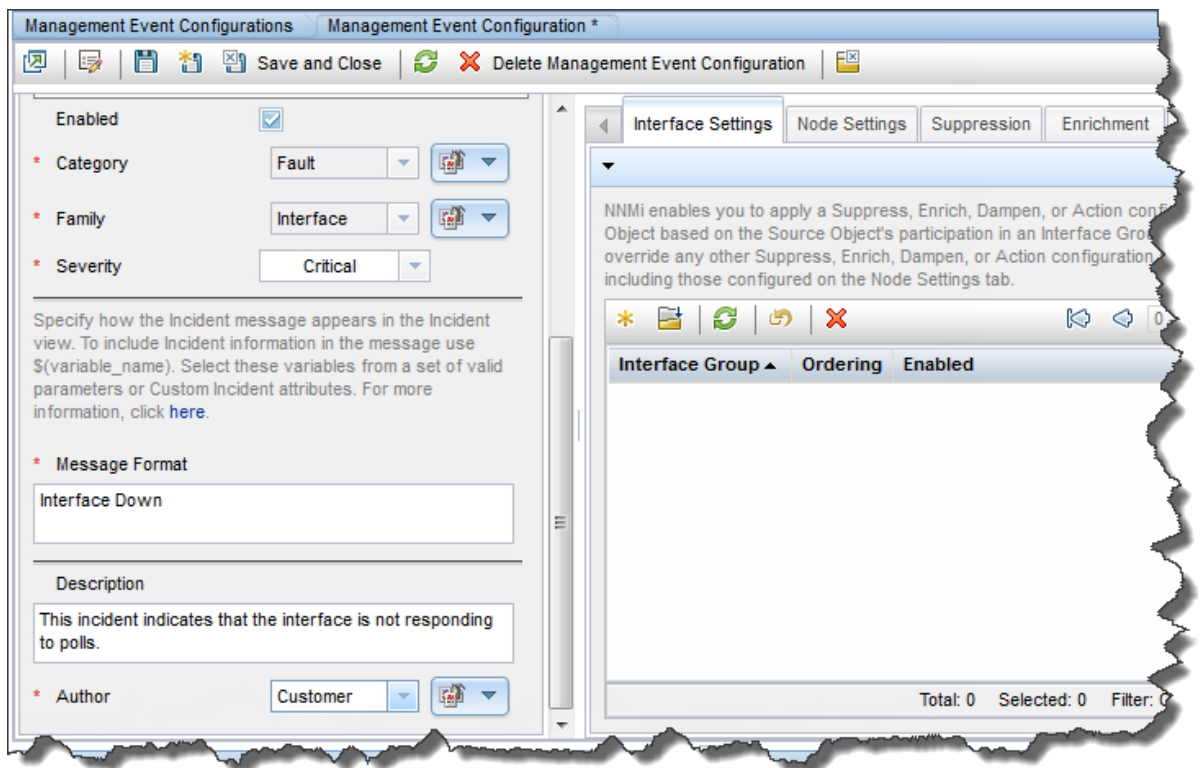 Management Event Configurations
Management Event Configuration *
Save and Close
Delete Management Event Configuration
Enabled
* Category
Fault
* Family
Interface
* Severity
Critical
Specify how the Incident message appears in the Incident
view. To include Incident information in the message use
$(variable_name). Select these variables from a set of valid
parameters or Custom Incident attributes. For more
information, click here.
* Message Format
Interface Down
Description
This incident indicates that the interface is not responding
to polls.
* Author
Customer
Interface Settings
Node Settings
Suppression
Enrichment
NNMi enables you to apply a Suppress, Enrich, Dampen, or Action
Object based on the Source Object's participation in an Interface
override any other Suppress, Enrich, Dampen, or Action configuration
including those configured on the Node Settings tab.
0
Interface Group
Ordering
Enabled
Total: 0
Selected: 0
Filter: